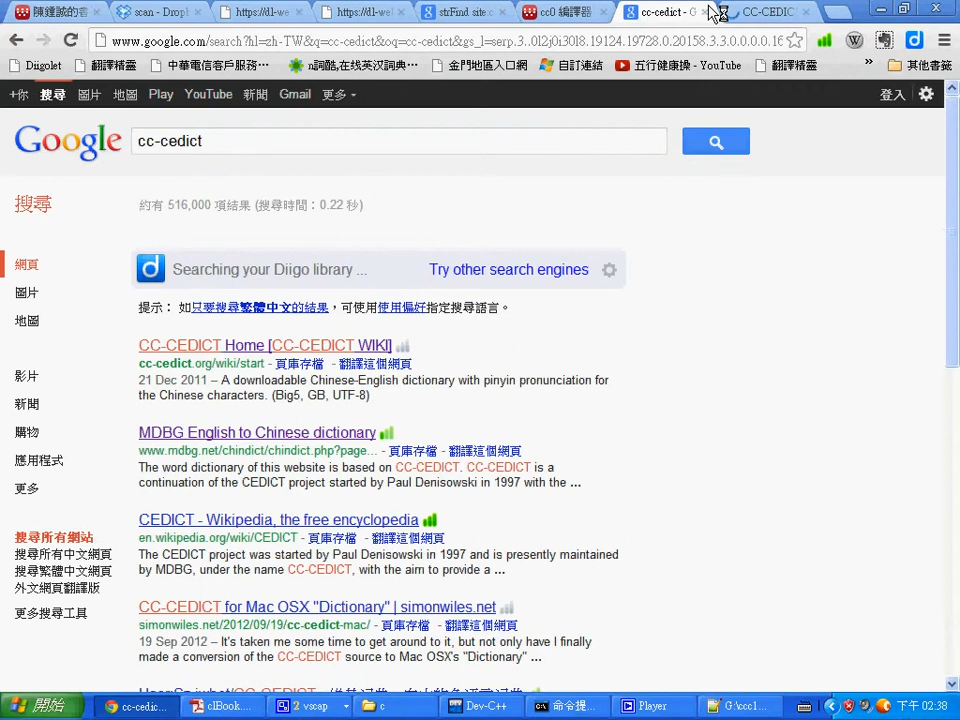 陳鍾誠的書
scan - Dropl
https://dl-we
https://dl-wel
strFind site:c
cc0 編譯器
cc-cedict - G
CC-CEDIC
www.google.com/search?hl=zh-TW&q=cc-cedict&oq=cc-cedict&gs_l=serp.3..0l2j0i30l8.19124.19728.0.20158.3.3.0.0.0.0.16
Diigolet
翻譯精靈
中華電信客戶服務…
n詞酷,在线英汉词典…
金門地區入口網
自訂連結
五行健康操 - YouTube
翻譯精靈
»
其他書籤
+你 搜尋 圖片 地圖 Play YouTube 新聞 Gmail 更多
登入
Google
cc-cedict
搜尋
約有 516,000 項結果 (搜尋時間：0.22 秒)
網頁
圖片
地圖
影片
新聞
購物
應用程式
更多
搜尋所有網站
搜尋所有中文網頁
搜尋繁體中文網頁
外文網頁翻譯版
更多搜尋工具
Searching your Diigo library ...
Try other search engines
提示： 如只要搜尋繁體中文的結果，可使用使用偏好指定搜尋語言。
CC-CEDICT Home [CC-CEDICT WIKI]
cc-cedict.org/wiki/start - 頁庫存檔 - 翻譯這個網頁
21 Dec 2011 – A downloadable Chinese-English dictionary with pinyin pronunciation for
the Chinese characters. (Big5, GB, UTF-8)
MDBG English to Chinese dictionary
www.mdbg.net/chindict/chindict.php?page... - 頁庫存檔 - 翻譯這個網頁
The word dictionary of this website is based on CC-CEDICT. CC-CEDICT is a
continuation of the CEDICT project started by Paul Denisowski in 1997 with the ...
CEDICT - Wikipedia, the free encyclopedia
en.wikipedia.org/wiki/CEDICT - 頁庫存檔 - 翻譯這個網頁
The CEDICT project was started by Paul Denisowski in 1997 and is presently maintained
by MDBG, under the name CC-CEDICT, with the aim to provide a ...
CC-CEDICT for Mac OSX "Dictionary" | simonwiles.net
simonwiles.net/2012/09/19/cc-cedict-mac/ - 頁庫存檔 - 翻譯這個網頁
19 Sep 2012 – It's taken me some time to get around to it, but not only have I finally
made a conversion of the CC-CEDICT source to Mac OSX's "Dictionary" ...
開始
cc-cedic...
clBook....
2 vscap
c
Dev-C++
命令提...
Player
G:\ccc1...
下午 02:38